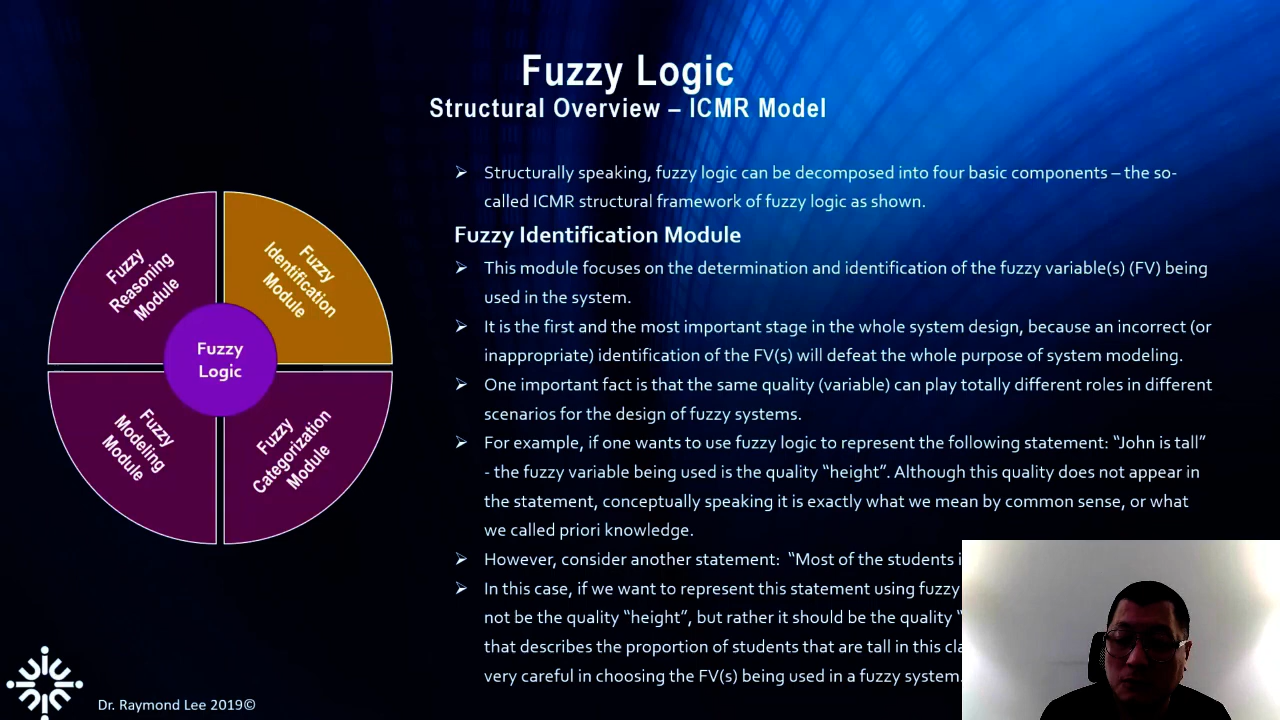 Fuzzy Logic
Structural Overview – ICMR Model
Structurally speaking, fuzzy logic can be decomposed into four basic components – the so-
called ICMR structural framework of fuzzy logic as shown.
Fuzzy Identification Module
This module focuses on the determination and identification of the fuzzy variable(s) (FV) being
used in the system.
It is the first and the most important stage in the whole system design, because an incorrect (or
inappropriate) identification of the FV(s) will defeat the whole purpose of system modeling.
One important fact is that the same quality (variable) can play totally different roles in different
scenarios for the design of fuzzy systems.
For example, if one wants to use fuzzy logic to represent the following statement: “John is tall”
- the fuzzy variable being used is the quality “height”. Although this quality does not appear in
the statement, conceptually speaking it is exactly what we mean by common sense, or what
we called priori knowledge.
However, consider another statement: “Most of the students
In this case, if we want to represent this statement using fuzzy
not be the quality “height”, but rather it should be the quality “
that describes the proportion of students that are tall in this
very careful in choosing the FV(s) being used in a fuzzy system.
Fuzzy
Reasoning
Module
Fuzzy
Identification
Module
Fuzzy
Logic
Fuzzy
Modeling
Module
Fuzzy
Categorization
Module
Dr. Raymond Lee 2019©